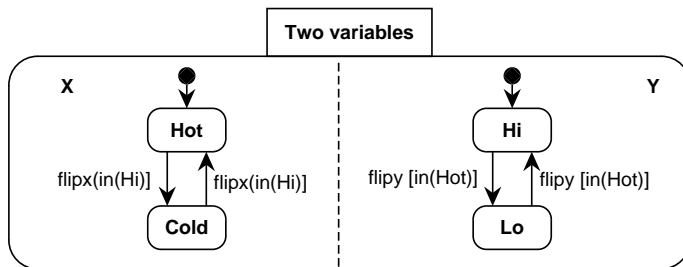 Two variables
X
Y
Hot
Hi
flipx(in(Hi)]
flipx(in(Hi)]
flipy [in(Hot)]
flipy [in(Hot)]
Cold
Lo